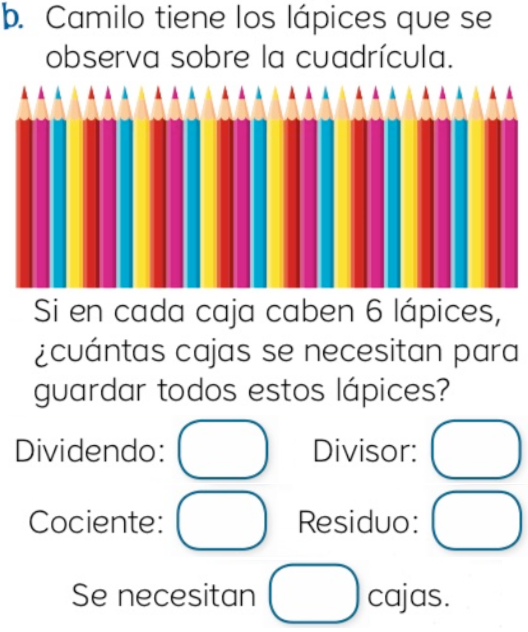 b. Camilo tiene los lápices que se
observa sobre la cuadrícula.
Si en cada caja caben 6 lápices,
¿cuántas cajas se necesitan para
guardar todos estos lápices?
Dividendo: Divisor:
Cociente: Residuo:
Se necesitan cajas.